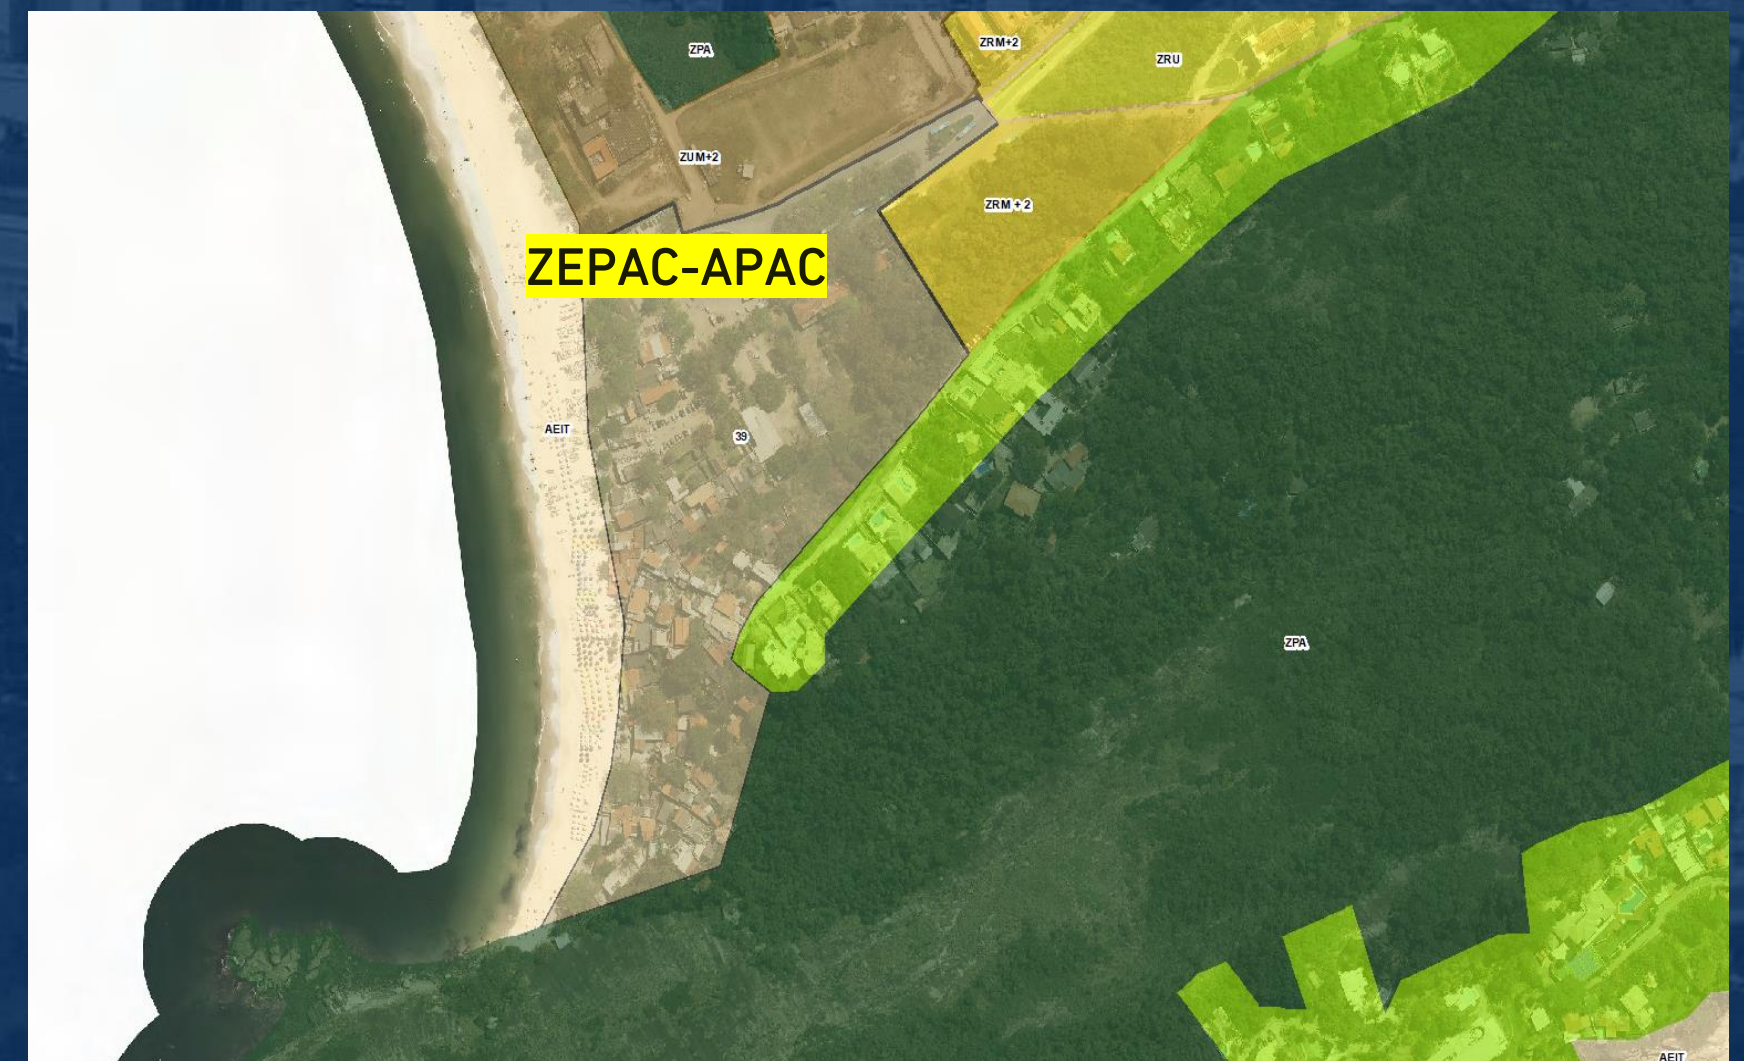 ZRM+2
ZPA
ZRU
ZUM+2
ZRM + 2
ZEPAC-APAC
AEIT
39
ZPA
AEIT